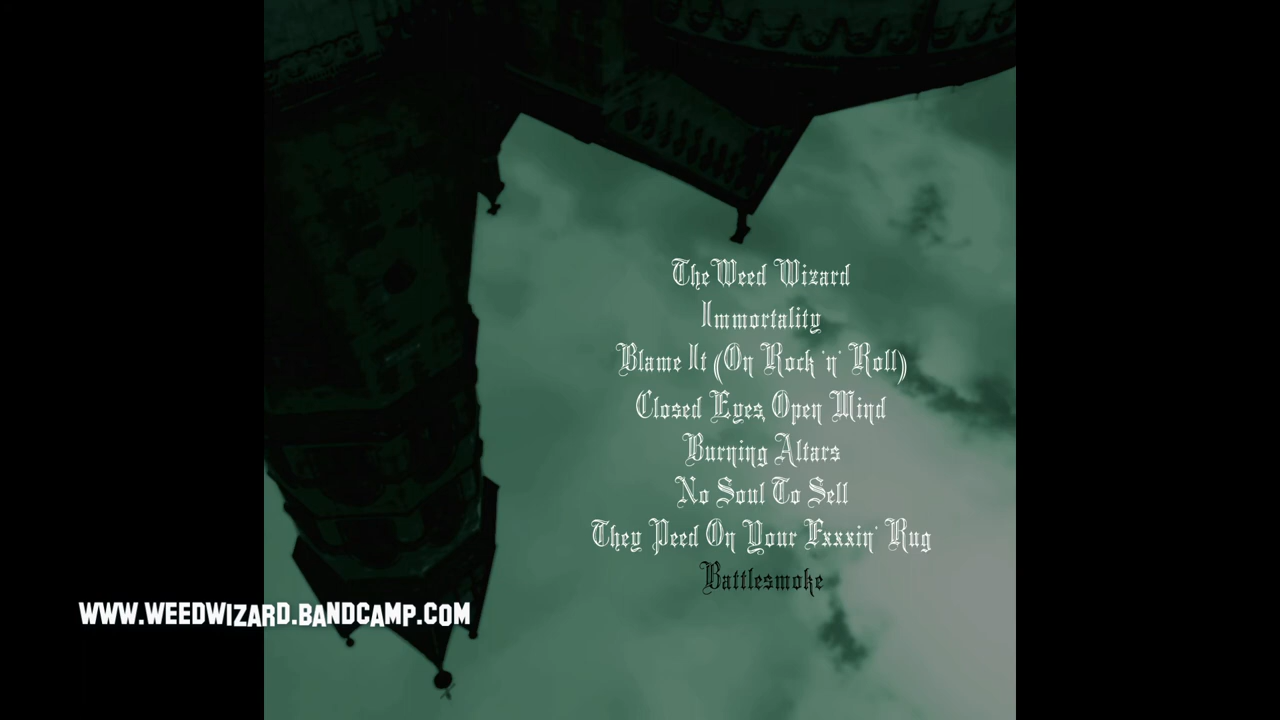 The Weed Wizard
Immortality
Blame It (On Rock 'n' Roll)
Closed Eyes, Open Mind
Burning Altars
No Soul To Sell
They Peed On Your Fxxxin' Rug
Battlesmoke
WWW.WEEDWIZARD.BANDCAMP.COM